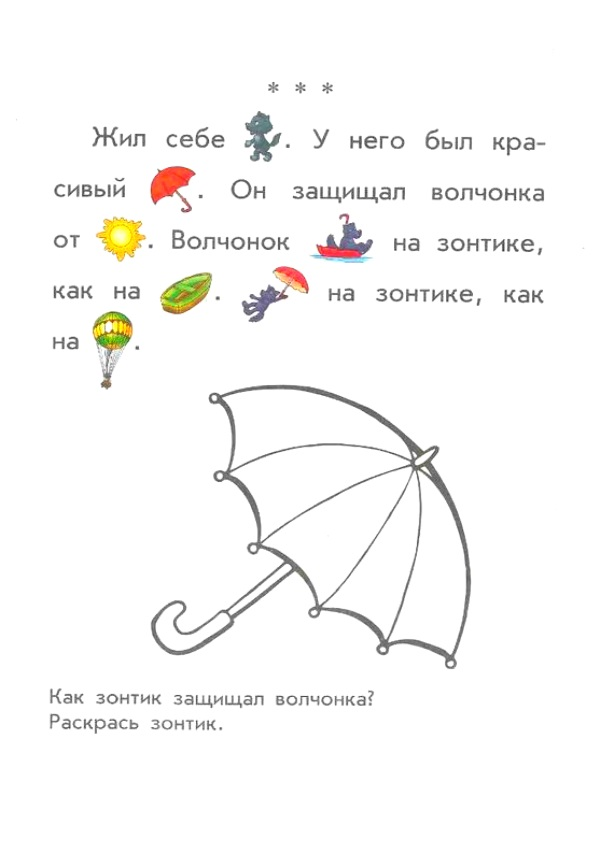 * * *
Жил себе . У него был кра-
сивый . Он защищал волчонка
от . Волчонок на зонтике,
как на . на зонтике, как
на .
Как зонтик защищал волчонка?
Раскрась зонтик.